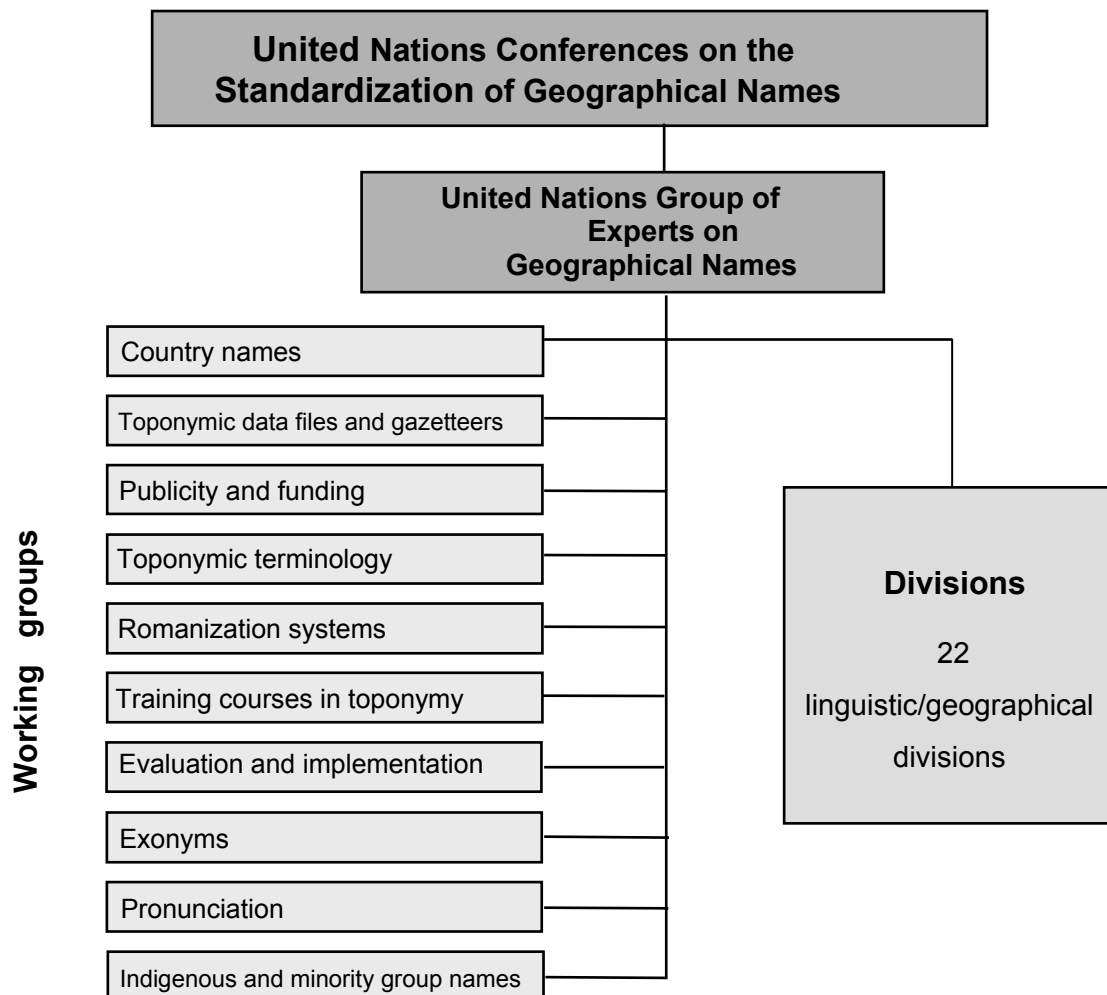 United Nations Conferences on the
Standardization of Geographical Names
United Nations Group of
Experts on
Geographical Names
Working groups
Country names
Toponymic data files and gazetteers
Publicity and funding
Toponymic terminology
Romanization systems
Training courses in toponymy
Evaluation and implementation
Exonyms
Pronunciation
Indigenous and minority group names
Divisions
22
linguistic/geographical
divisions